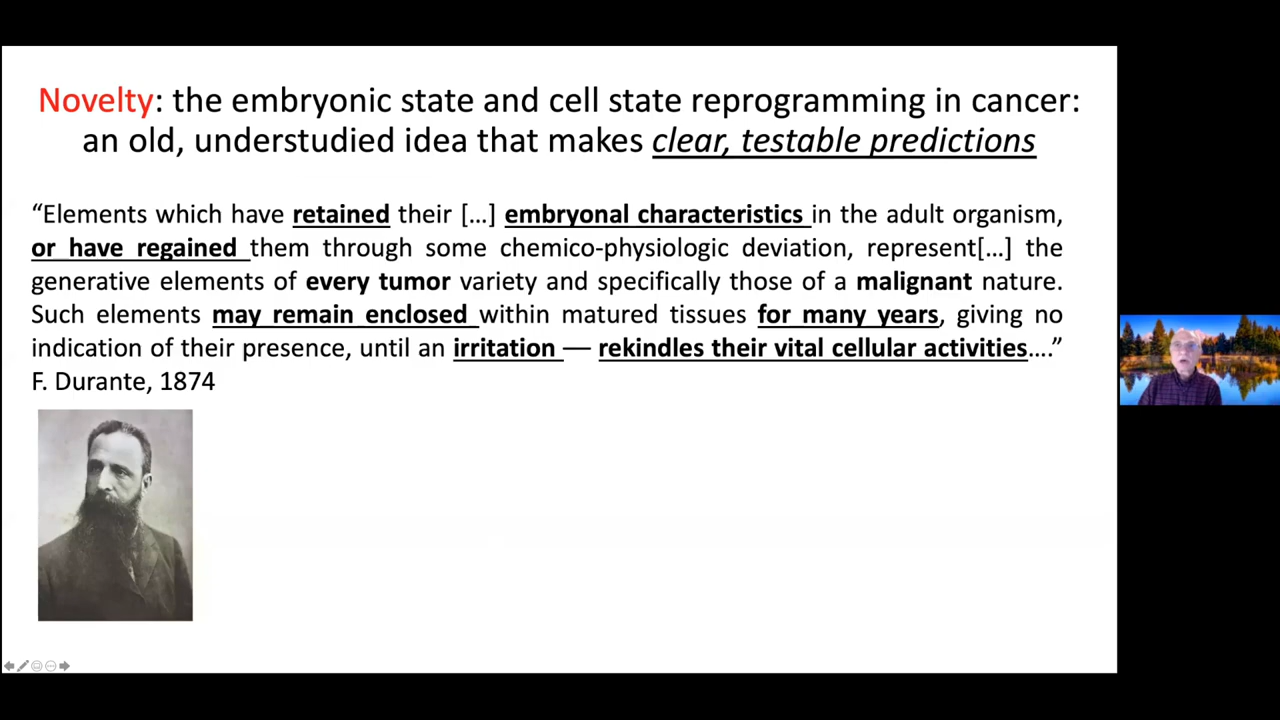 Novelty: the embryonic state and cell state reprogramming in cancer:
an old, understudied idea that makes clear, testable predictions
“Elements which have retained their […] embryonal characteristics in the adult organism,
or have regained them through some chemico-physiologic deviation, represent[…] the
generative elements of every tumor variety and specifically those of a malignant nature.
Such elements may remain enclosed within matured tissues for many years, giving no
indication of their presence, until an irritation — rekindles their vital cellular activities….”
F. Durante, 1874